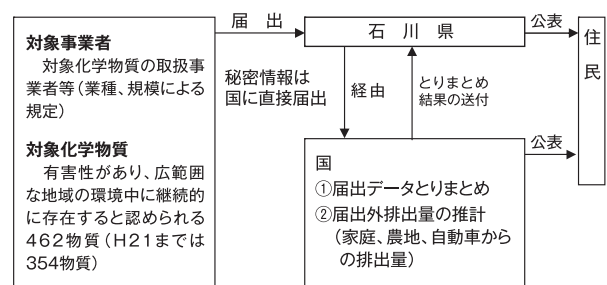 対象事業者
対象化学物質の取扱事
業者等(業種、規模による
規定)
対象化学物質
有害性があり、広範囲
な地域の環境中に継続的
に存在すると認められる
462物質(H21までは
354物質)
届出
秘密情報は
国に直接届出
石川県
経由
とりまとめ
結果の送付
国
①届出データとりまとめ
②届出外排出量の推計
(家庭、農地、自動車から
の排出量)
公表
公表
住民